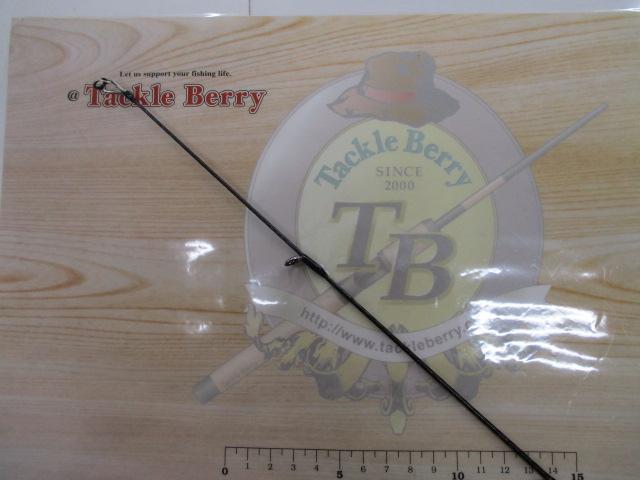 Let us support your fishing life.
@ Tackle Berry
Tackle Berry
SINCE
2000
TB
http://www.tackleberry.c
0 1 2 3 4 5 6 7 8 9 10 11 12 13 14 15